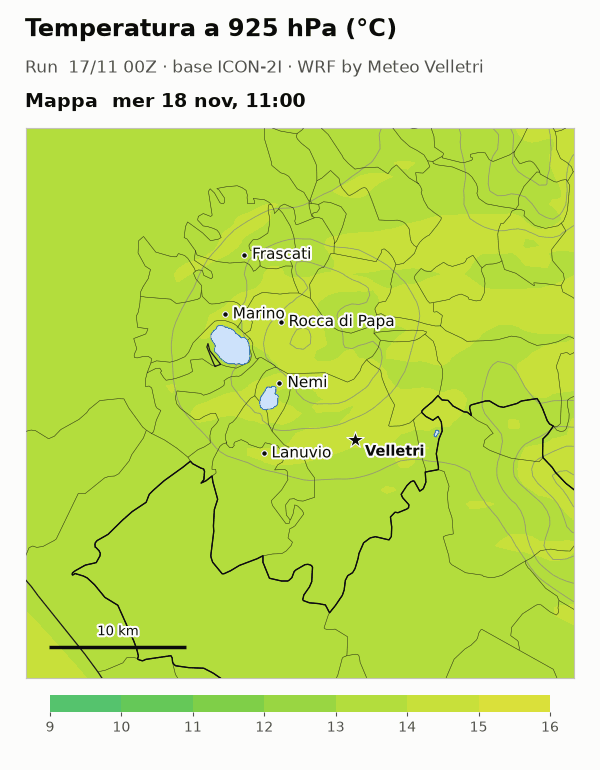 Temperatura a 925 hPa (°C)
Run 17/11 00Z · base ICON-2I · WRF by Meteo Velletri
Mappa mer 18 nov, 11:00
Frascati
Marino
Rocca di Papa
Nemi
Velletri
Lanuvio
10 km
9 10 11 12 13 14 15 16